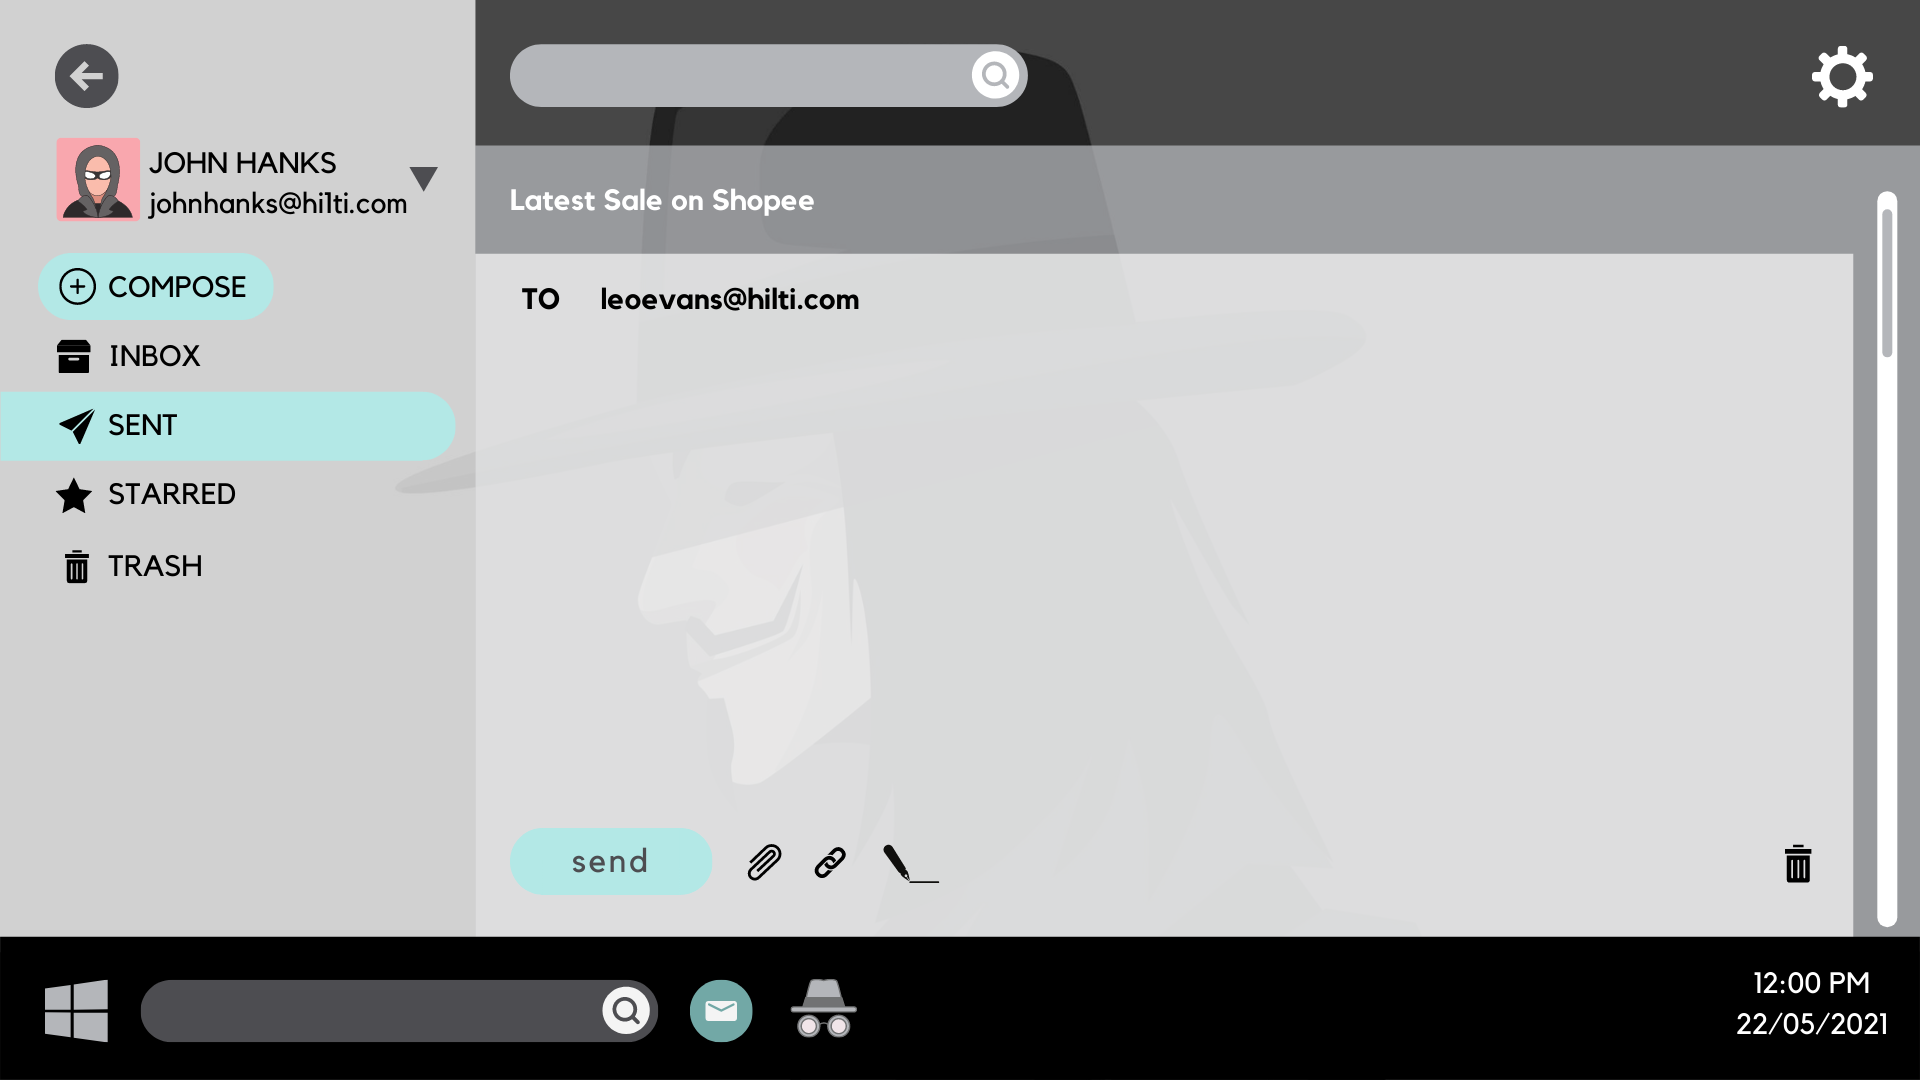 JOHN HANKS
johnhanks@hi1ti.com
COMPOSE
INBOX
SENT
STARRED
TRASH
Latest Sale on Shopee
TO leoevans@hilti.com
send
12:00 PM
22/05/2021